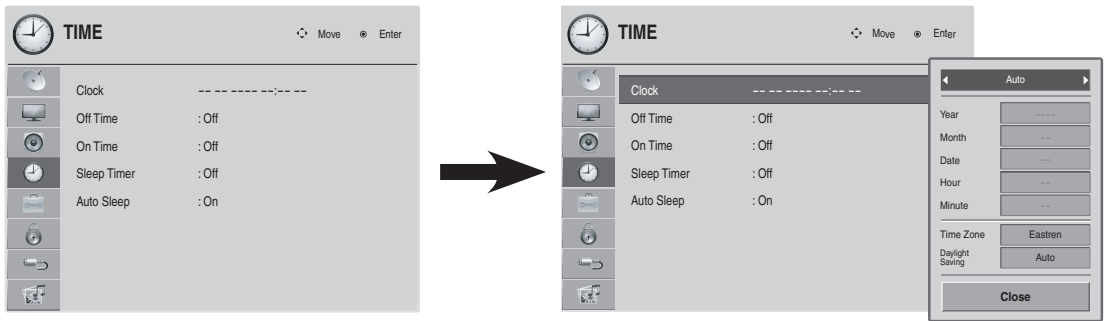 TIME
Move Enter
Clock -- -- ---- --:-- --
Off Time : Off
On Time : Off
Sleep Timer : Off
Auto Sleep : On
TIME
Move Enter
Clock -- -- ---- --:-- --
Off Time : Off
On Time : Off
Sleep Timer : Off
Auto Sleep : On
Auto
Year ----
Month --
Date --
Hour --
Minute --
Time Zone Eastren
Daylight
Saving Auto
Close